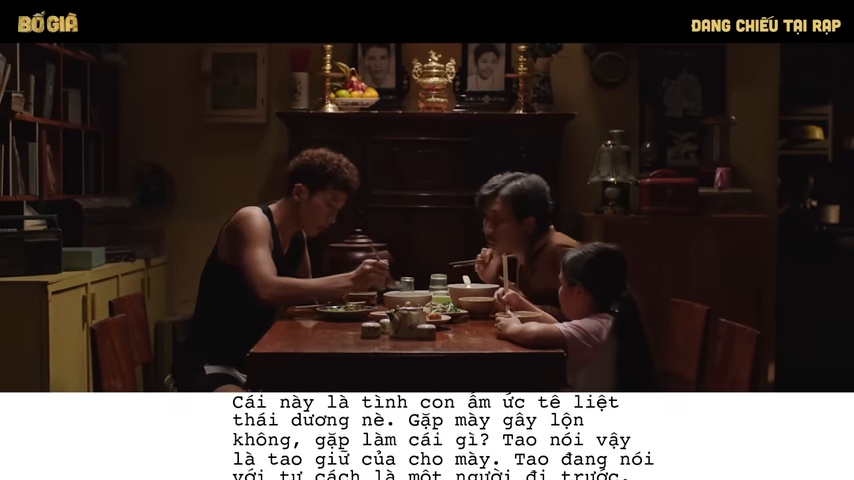 BỐ GIÀ
ĐANG CHIẾU TẠI RẠP
Cái này là tình con ấm ức tê liệt
thái dương nè. Gặp mày gây lộn
không, gặp làm cái gì? Tao nói vậy
là tao giữ của cho mày. Tao đang nói
với tư cách là một người đi trước,